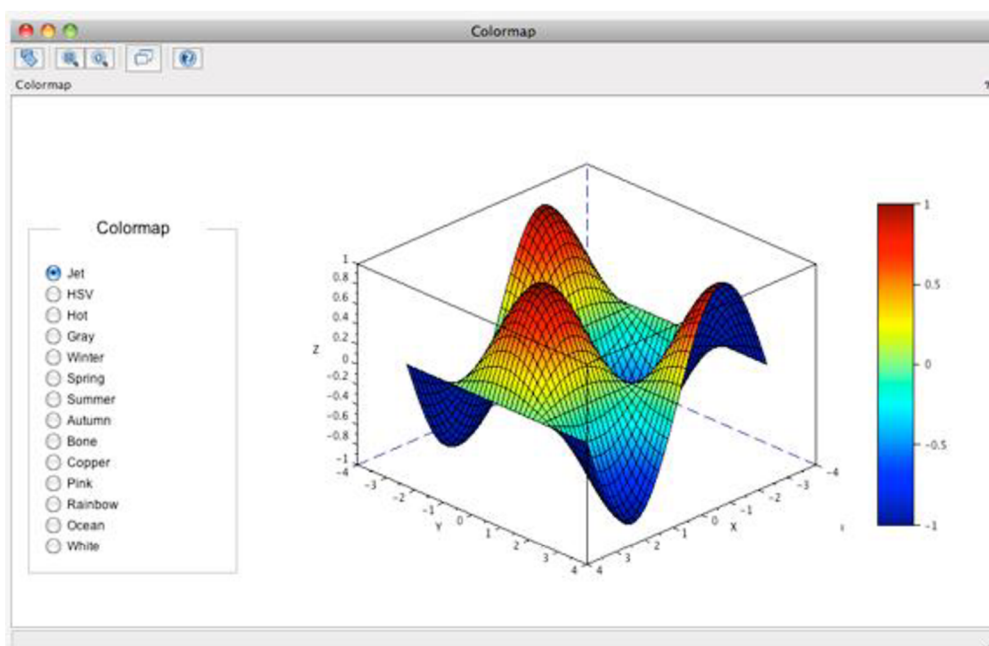 Colormap
Colormap
Colormap
Jet
HSV
Hot
Gray
Winter
Spring
Summer
Autumn
Bone
Copper
Pink
Rainbow
Ocean
White
Z
1
0.8
0.6
0.4
0.2
0
-0.2
-0.4
-0.6
-0.8
-1
-4
-3
-2
-1
0
1
2
3
4
Y
4
3
2
1
0
-1
-2
-3
-4
X
1
0.5
0
-0.5
-1